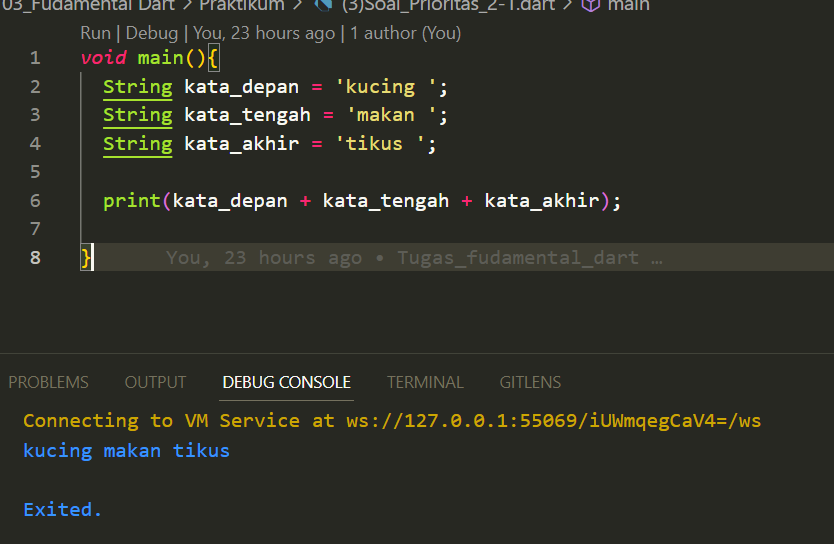 03_Fudamental Dart > Praktikum > (3)Soal_Prioritas_2-1.dart > main
Run | Debug | You, 23 hours ago | 1 author (You)
1 void main(){
2 String kata_depan = 'kucing ';
3 String kata_tengah = 'makan ';
4 String kata_akhir = 'tikus ';
5
6 print(kata_depan + kata_tengah + kata_akhir);
7
8 } You, 23 hours ago • Tugas_fudamental_dart …
PROBLEMS OUTPUT DEBUG CONSOLE TERMINAL GITLENS
Connecting to VM Service at ws://127.0.0.1:55069/iUWmqegCaV4=/ws
kucing makan tikus
Exited.